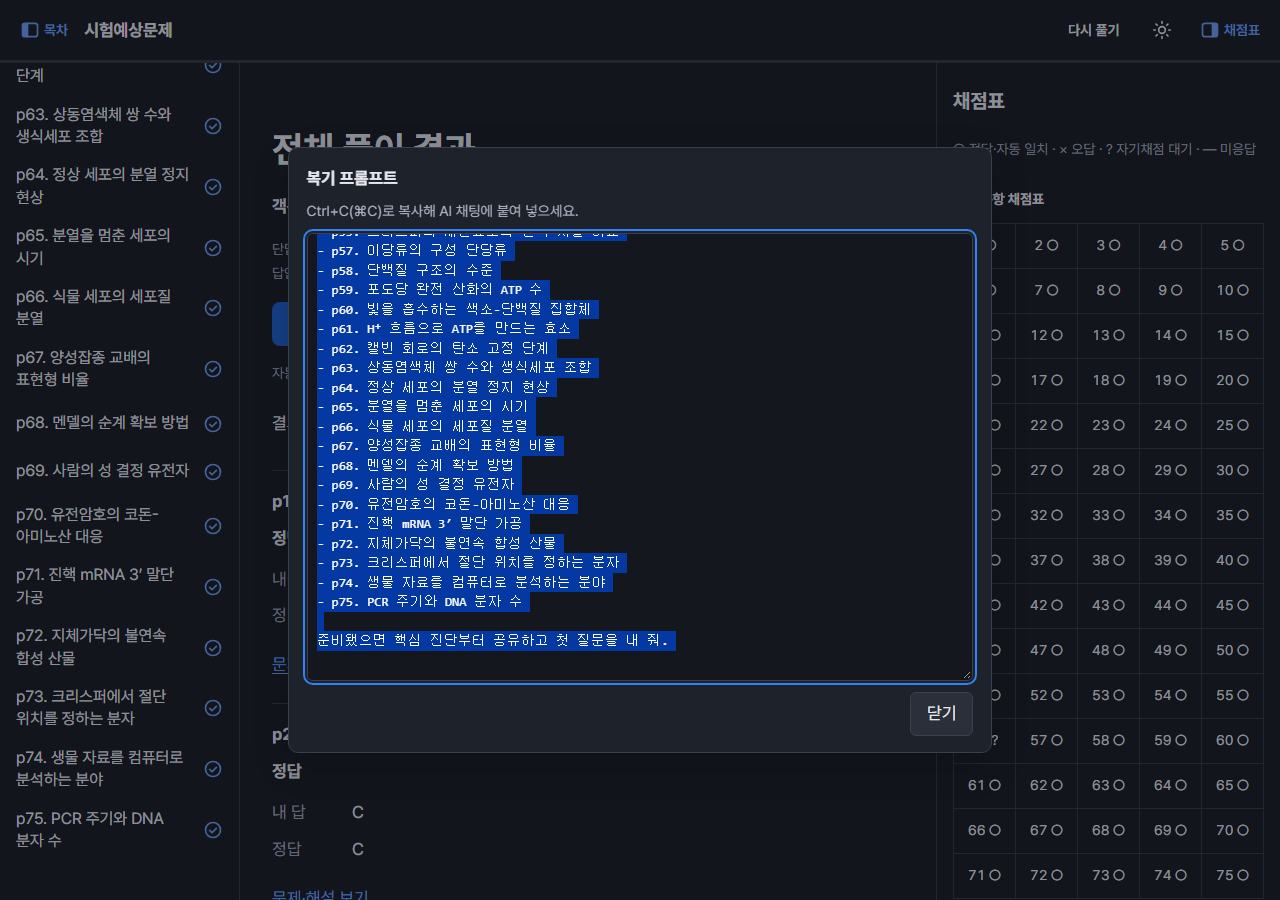 목차
시험예상문제
다시 풀기
채점표
단계
p63. 상동염색체 쌍 수와
생식세포 조합
p64. 정상 세포의 분열 정지
현상
p65. 분열을 멈춘 세포의
시기
p66. 식물 세포의 세포질
분열
p67. 양성잡종 교배의
표현형 비율
p68. 멘델의 순계 확보 방법
p69. 사람의 성 결정 유전자
p70. 유전암호의 코돈-
아미노산 대응
p71. 진핵 mRNA 3′ 말단
가공
p72. 지체가닥의 불연속
합성 산물
p73. 크리스퍼에서 절단
위치를 정하는 분자
p74. 생물 자료를 컴퓨터로
분석하는 분야
p75. PCR 주기와 DNA
분자 수
전체 풀이 결과
복기 프롬프트
Ctrl+C(⌘C)로 복사해 AI 채팅에 붙여 넣으세요.
- p57. 이당류의 구성 단당류
- p58. 단백질 구조의 수준
- p59. 포도당 완전 산화의 ATP 수
- p60. 빛을 흡수하는 색소-단백질 집합체
- p61. H⁺ 흐름으로 ATP를 만드는 효소
- p62. 캘빈 회로의 탄소 고정 단계
- p63. 상동염색체 쌍 수와 생식세포 조합
- p64. 정상 세포의 분열 정지 현상
- p65. 분열을 멈춘 세포의 시기
- p66. 식물 세포의 세포질 분열
- p67. 양성잡종 교배의 표현형 비율
- p68. 멘델의 순계 확보 방법
- p69. 사람의 성 결정 유전자
- p70. 유전암호의 코돈-아미노산 대응
- p71. 진핵 mRNA 3′ 말단 가공
- p72. 지체가닥의 불연속 합성 산물
- p73. 크리스퍼에서 절단 위치를 정하는 분자
- p74. 생물 자료를 컴퓨터로 분석하는 분야
- p75. PCR 주기와 DNA 분자 수
준비됐으면 핵심 진단부터 공유하고 첫 질문을 내 줘.
닫기
정답
내 답 C
정답 C
문제·해설 보기
채점표
정답·자동 일치 · × 오답 · ? 자기채점 대기 · — 미응답
항 채점표
2 ○ 3 ○ 4 ○ 5 ○
7 ○ 8 ○ 9 ○ 10 ○
12 ○ 13 ○ 14 ○ 15 ○
17 ○ 18 ○ 19 ○ 20 ○
22 ○ 23 ○ 24 ○ 25 ○
27 ○ 28 ○ 29 ○ 30 ○
32 ○ 33 ○ 34 ○ 35 ○
37 ○ 38 ○ 39 ○ 40 ○
42 ○ 43 ○ 44 ○ 45 ○
47 ○ 48 ○ 49 ○ 50 ○
52 ○ 53 ○ 54 ○ 55 ○
? 57 ○ 58 ○ 59 ○ 60 ○
61 ○ 62 ○ 63 ○ 64 ○ 65 ○
66 ○ 67 ○ 68 ○ 69 ○ 70 ○
71 ○ 72 ○ 73 ○ 74 ○ 75 ○